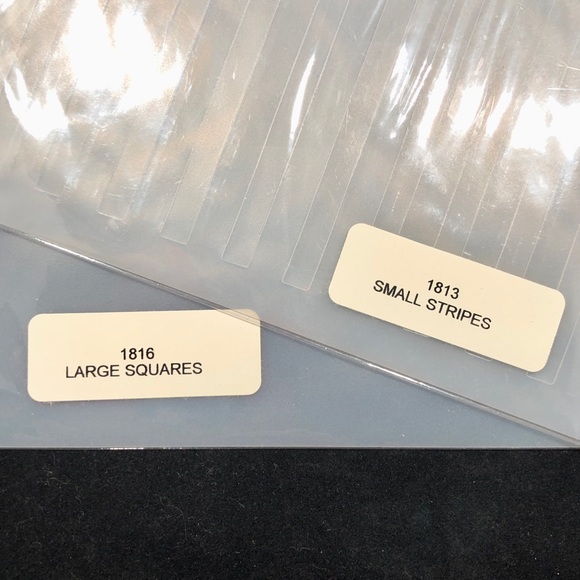 1813
SMALL STRIPES
1816
LARGE SQUARES